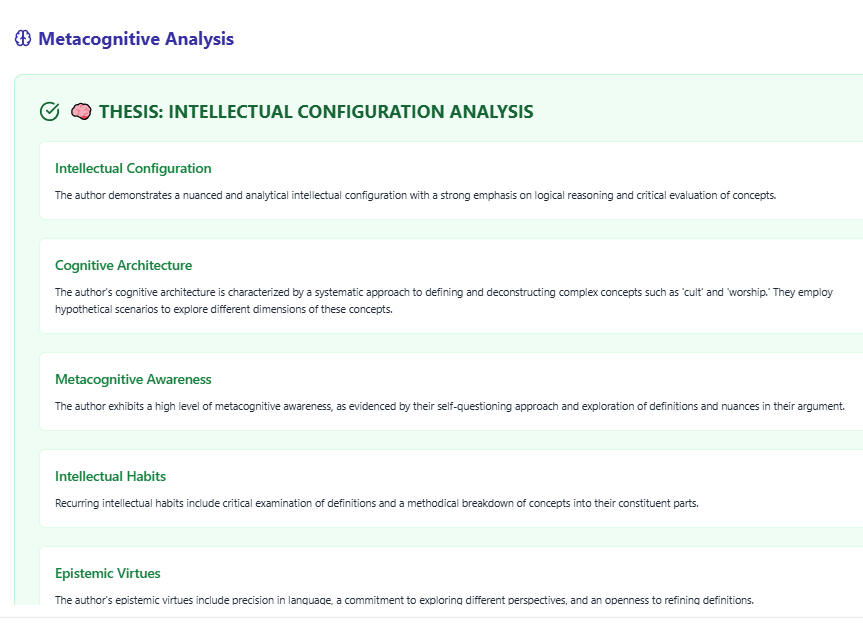 Metacognitive Analysis
THESIS: INTELLECTUAL CONFIGURATION ANALYSIS
Intellectual Configuration
The author demonstrates a nuanced and analytical intellectual configuration with a strong emphasis on logical reasoning and critical evaluation of concepts.
Cognitive Architecture
The author's cognitive architecture is characterized by a systematic approach to defining and deconstructing complex concepts such as 'cult' and 'worship.' They employ
hypothetical scenarios to explore different dimensions of these concepts.
Metacognitive Awareness
The author exhibits a high level of metacognitive awareness, as evidenced by their self-questioning approach and exploration of definitions and nuances in their argument.
Intellectual Habits
Recurring intellectual habits include critical examination of definitions and a methodical breakdown of concepts into their constituent parts.
Epistemic Virtues
The author's epistemic virtues include precision in language, a commitment to exploring different perspectives, and an openness to refining definitions.